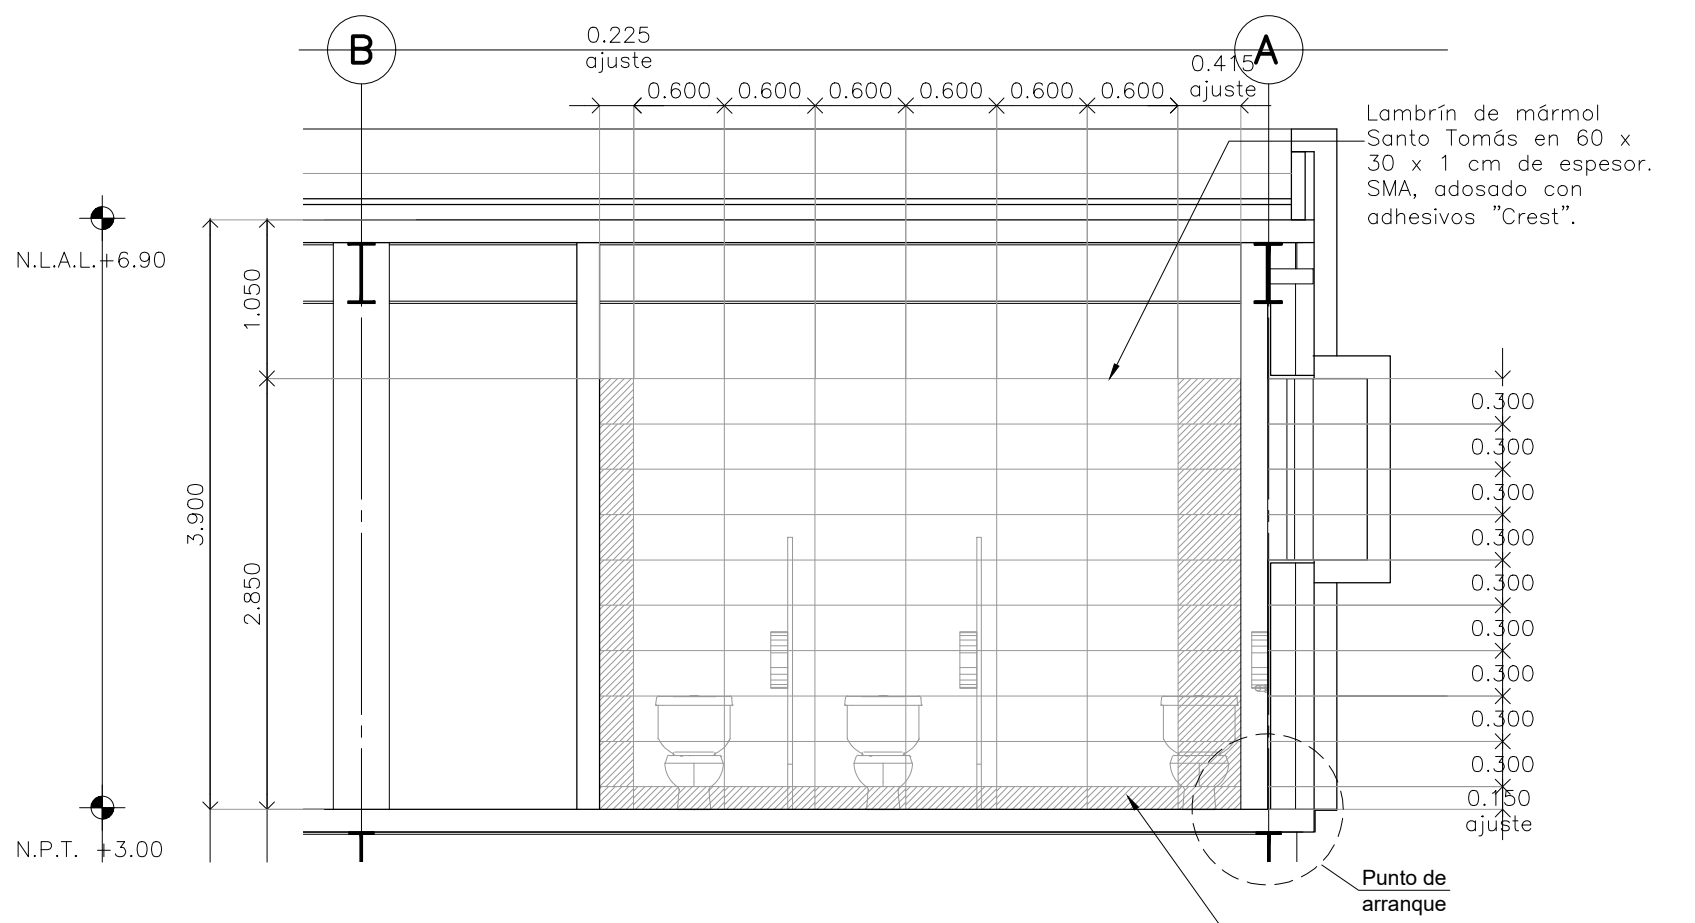 B
0.225
ajuste
A
0.415
ajuste
0.600
0.600
0.600
0.600
0.600
0.600
Lambrín de mármol
Santo Tomás en 60 x
30 x 1 cm de espesor.
SMA, adosado con
adhesivos "Crest".
N.L.A.L.+6.90
1.050
3.900
2.850
0.300
0.300
0.300
0.300
0.300
0.300
0.300
0.300
0.300
0.150
ajuste
N.P.T. +3.00
Punto de
arranque